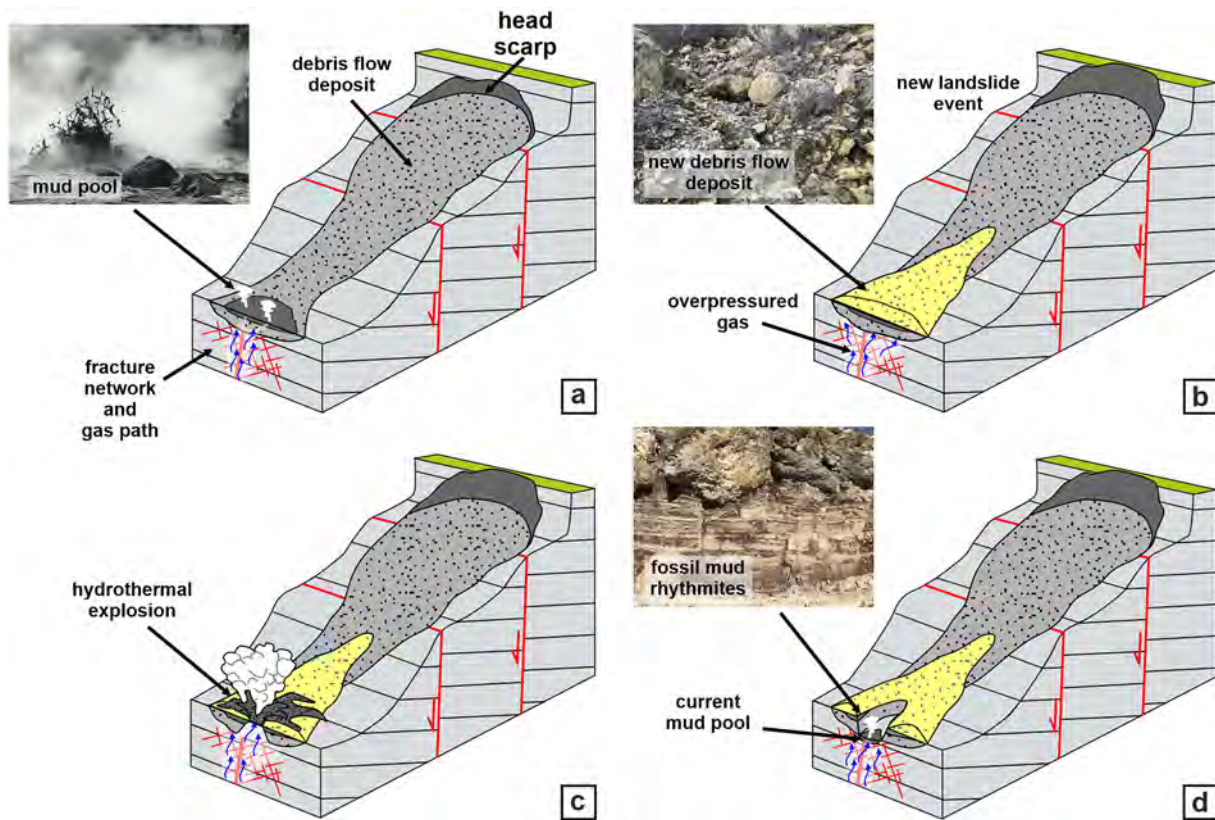 head
scarp
debris flow
deposit
mud pool
fracture
network
and
gas path
a
new landslide
event
new debris flow
deposit
overpressured
gas
b
hydrothermal
explosion
c
fossil mud
rhythmites
current
mud pool
d